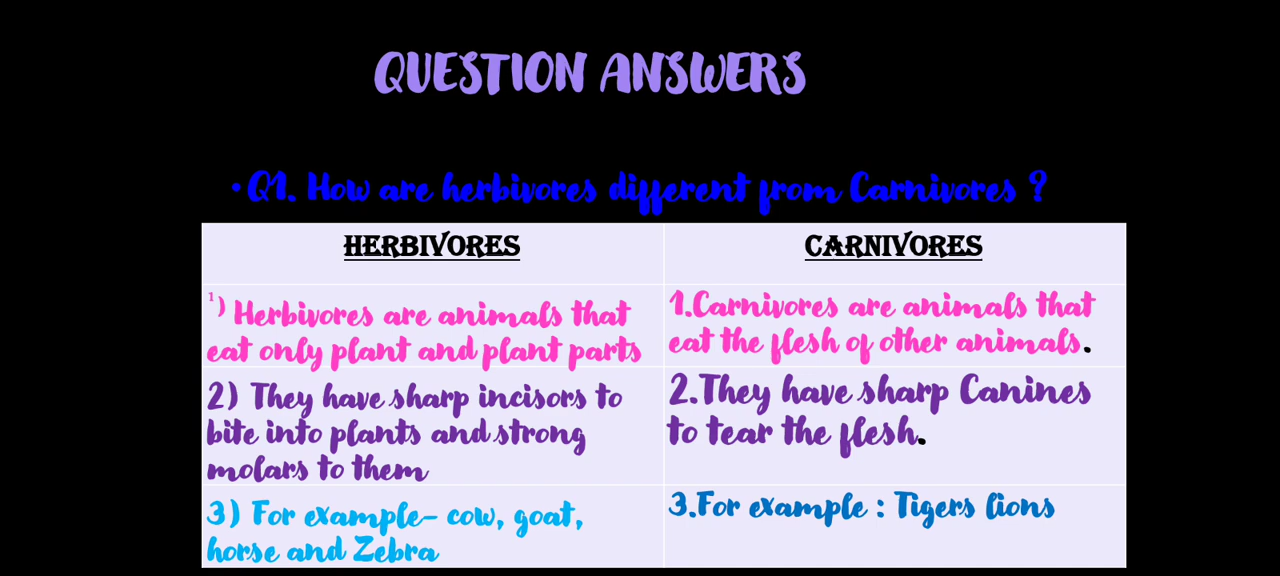 QUESTION ANSWERS
• Q1. How are herbivores different from Carnivores ?
HERBIVORES
CARNIVORES
1) Herbivores are animals that
eat only plant and plant parts
1.Carnivores are animals that
eat the flesh of other animals.
2) They have sharp incisors to
bite into plants and strong
molars to them
2.They have sharp Canines
to tear the flesh.
3) For example- cow, goat,
horse and Zebra
3.For example : Tigers lions